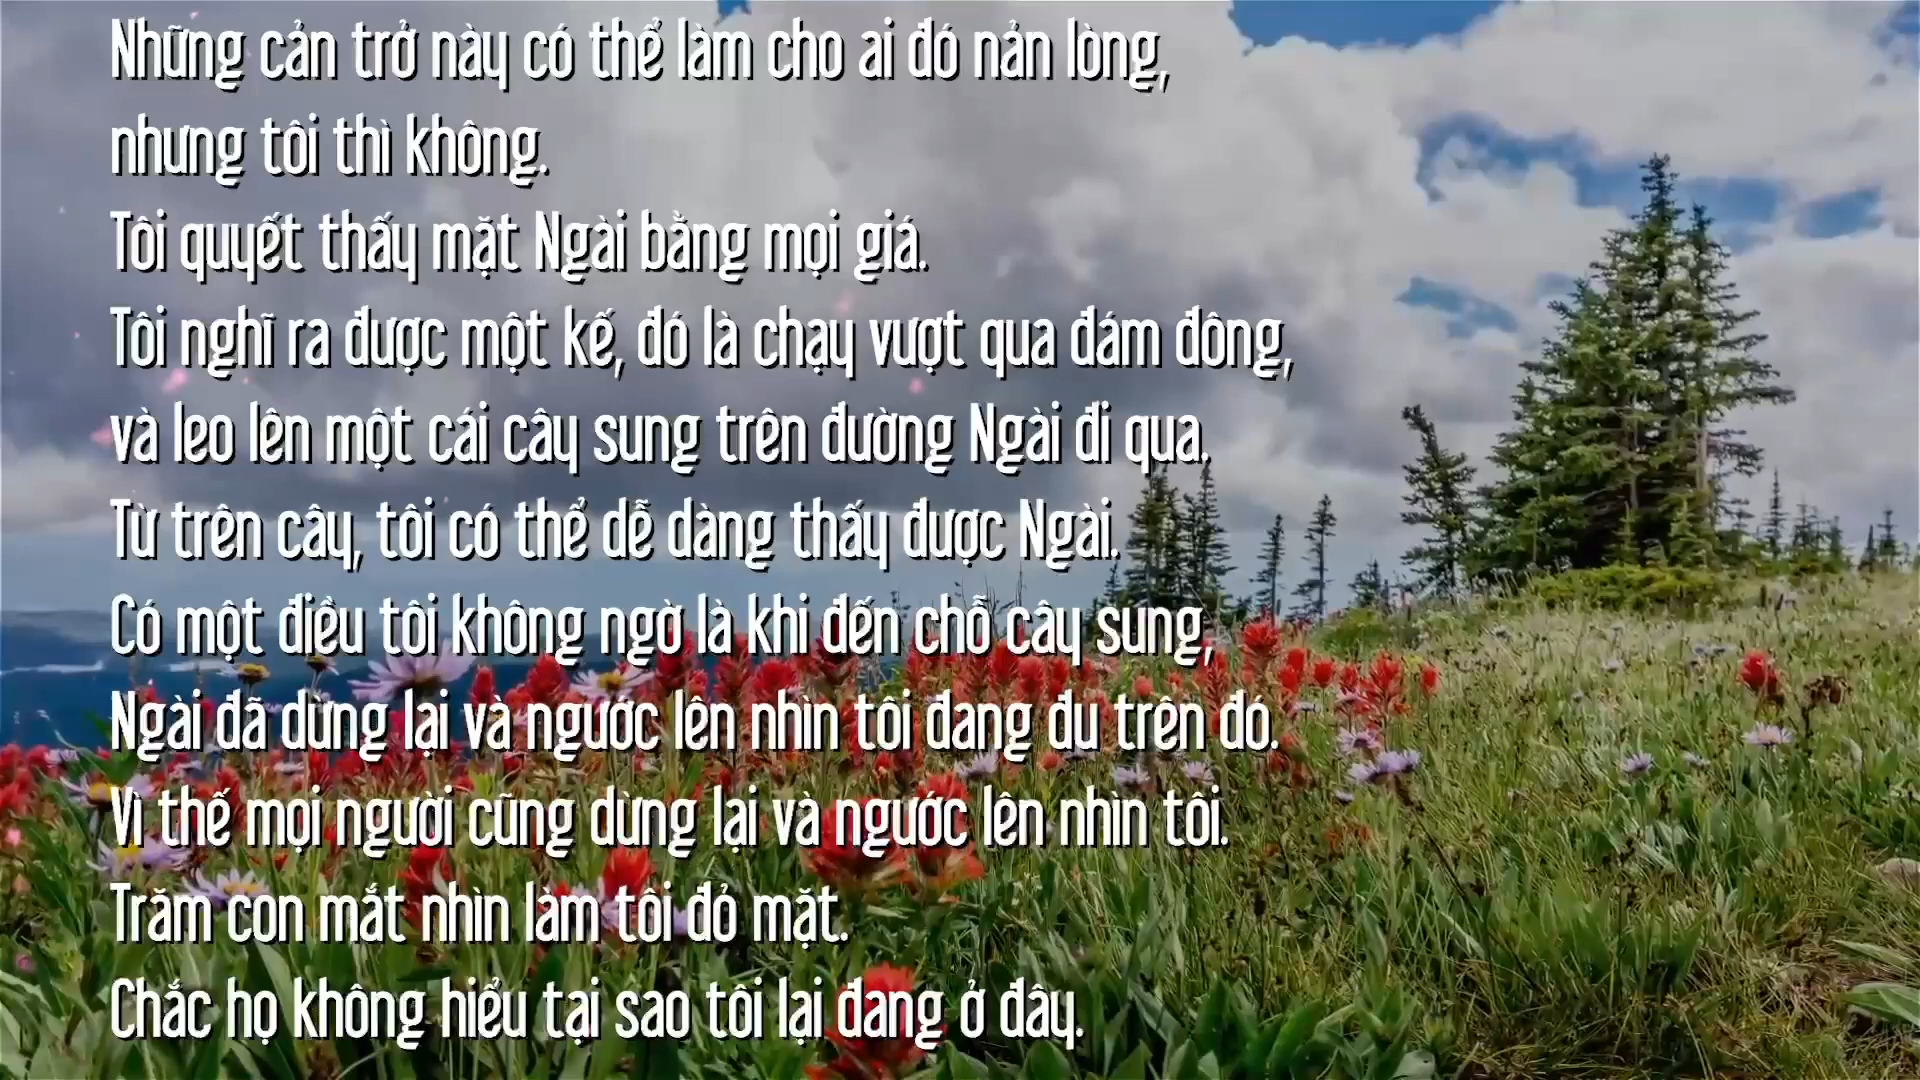 Những cản trở này có thể làm cho ai đó nản lòng,
nhưng tôi thì không.
Tôi quyết thấy mặt Ngài bằng mọi giá.
Tôi nghĩ ra được một kế, đó là chạy vượt qua đám đông,
và leo lên một cái cây sung trên đường Ngài đi qua.
Từ trên cây, tôi có thể dễ dàng thấy được Ngài.
Có một điều tôi không ngờ là khi đến chỗ cây sung,
Ngài đã dừng lại và ngước lên nhìn tôi đang đu trên đó.
Vì thế mọi người cũng dừng lại và ngước lên nhìn tôi.
Trăm con mắt nhìn làm tôi đỏ mặt.
Chắc họ không hiểu tại sao tôi lại đang ở đây.